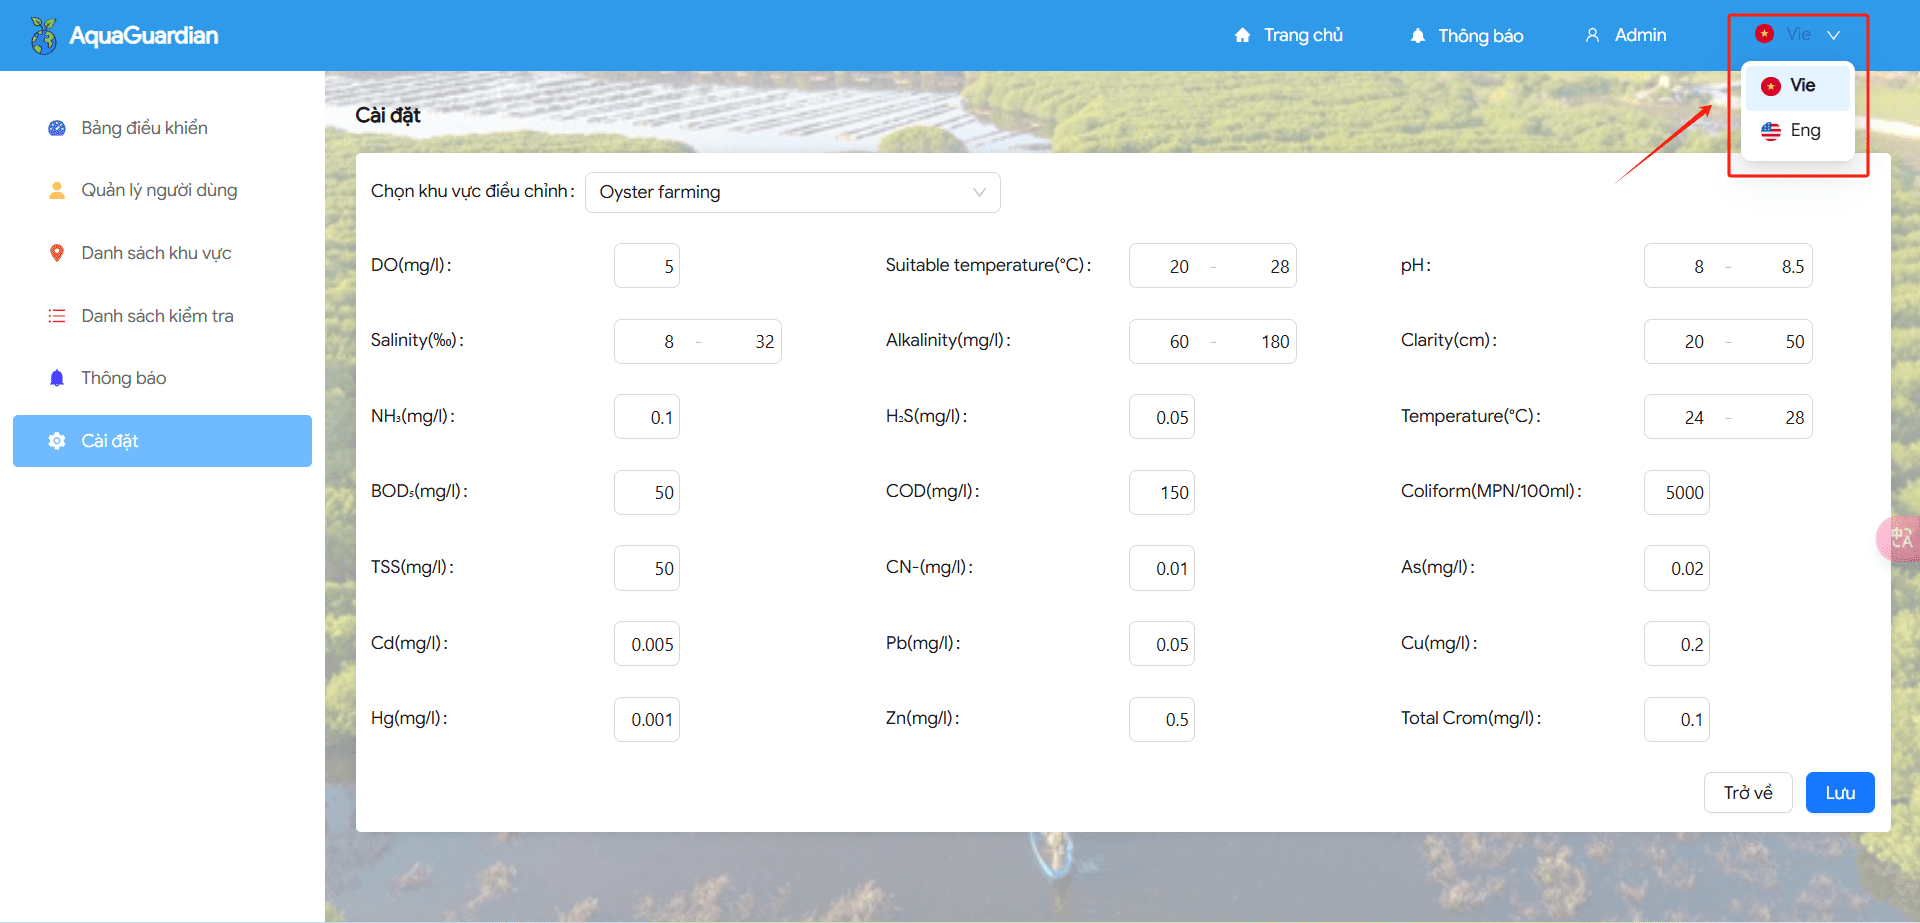 AquaGuardian
Trang chủ
Thông báo
Admin
Vie
Vie
Eng
Bảng điều khiển
Quản lý người dùng
Danh sách khu vực
Danh sách kiểm tra
Thông báo
Cài đặt
Cài đặt
Chọn khu vực điều chỉnh: Oyster farming
DO(mg/l): 5
Suitable temperature(°C): 20 - 28
pH: 8 - 8.5
Salinity(‰): 8 - 32
Alkalinity(mg/l): 60 - 180
Clarity(cm): 20 - 50
NH₃(mg/l): 0.1
H₂S(mg/l): 0.05
Temperature(°C): 24 - 28
BOD₅(mg/l): 50
COD(mg/l): 150
Coliform(MPN/100ml): 5000
TSS(mg/l): 50
CN-(mg/l): 0.01
As(mg/l): 0.02
Cd(mg/l): 0.005
Pb(mg/l): 0.05
Cu(mg/l): 0.2
Hg(mg/l): 0.001
Zn(mg/l): 0.5
Total Crom(mg/l): 0.1
Trở về
Lưu
中A